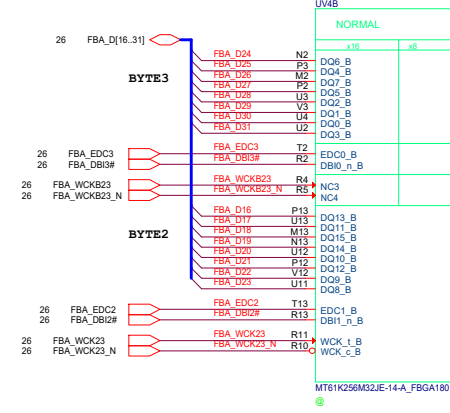 UV4B
NORMAL
x16 x8
26 FBA_D[16..31]
BYTE3
FBA_D24 N2 DQ6_B
FBA_D25 P3 DQ4_B
FBA_D26 M2 DQ7_B
FBA_D27 P2 DQ5_B
FBA_D28 U3 DQ2_B
FBA_D29 V3 DQ1_B
FBA_D30 U4 DQ0_B
FBA_D31 U2 DQ3_B
26 FBA_EDC3 FBA_EDC3 T2 EDC0_B
26 FBA_DBI3# FBA_DBI3# R2 DBI0_n_B
26 FBA_WCKB23 FBA_WCKB23 R4 NC3
26 FBA_WCKB23_N FBA_WCKB23_N R5 NC4
BYTE2
FBA_D16 P13 DQ13_B
FBA_D17 U13 DQ11_B
FBA_D18 M13 DQ15_B
FBA_D19 N13 DQ14_B
FBA_D20 U12 DQ10_B
FBA_D21 P12 DQ12_B
FBA_D22 V12 DQ9_B
FBA_D23 U11 DQ8_B
26 FBA_EDC2 FBA_EDC2 T13 EDC1_B
26 FBA_DBI2# FBA_DBI2# R13 DBI1_n_B
26 FBA_WCK23 FBA_WCK23 R11 WCK_t_B
26 FBA_WCK23_N FBA_WCK23_N R10 WCK_c_B
MT61K256M32JE-14-A_FBGA180
@